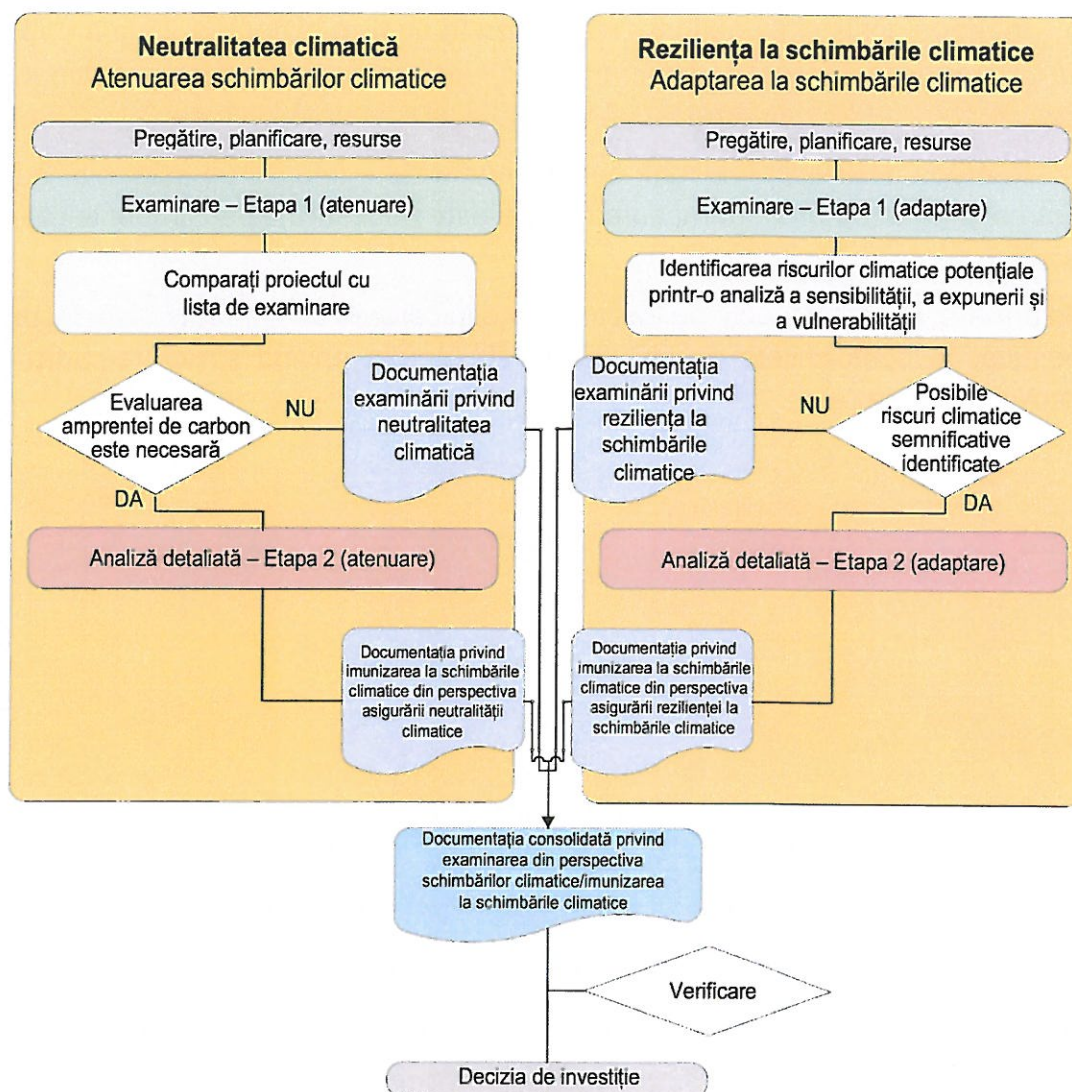 Neutralitatea climatică
Atenuarea schimbărilor climatice
Pregătire, planificare, resurse
Examinare – Etapa 1 (atenuare)
Comparați proiectul cu
lista de examinare
Evaluarea
amprentei de carbon
este necesară
NU
DA
Documentația
examinării privind
neutralitatea
climatică
Analiză detaliată – Etapa 2 (atenuare)
Documentația privind
imunizarea la schimbările
climatice din perspectiva
asigurării neutralității
climatice
Reziliența la schimbările climatice
Adaptarea la schimbările climatice
Pregătire, planificare, resurse
Examinare – Etapa 1 (adaptare)
Identificarea riscurilor climatice potențiale
printr-o analiză a sensibilității, a expunerii și
a vulnerabilității
Documentația
examinării privind
reziliența la
schimbările
climatice
NU
Posibile
riscuri climatice
semnificative
identificate
DA
Analiză detaliată – Etapa 2 (adaptare)
Documentația privind
imunizarea la schimbările
climatice din perspectiva
asigurării rezilienței la
schimbările climatice
Documentația consolidată privind
examinarea din perspectiva
schimbărilor climatice/imunizarea
la schimbările climatice
Verificare
Decizia de investiție